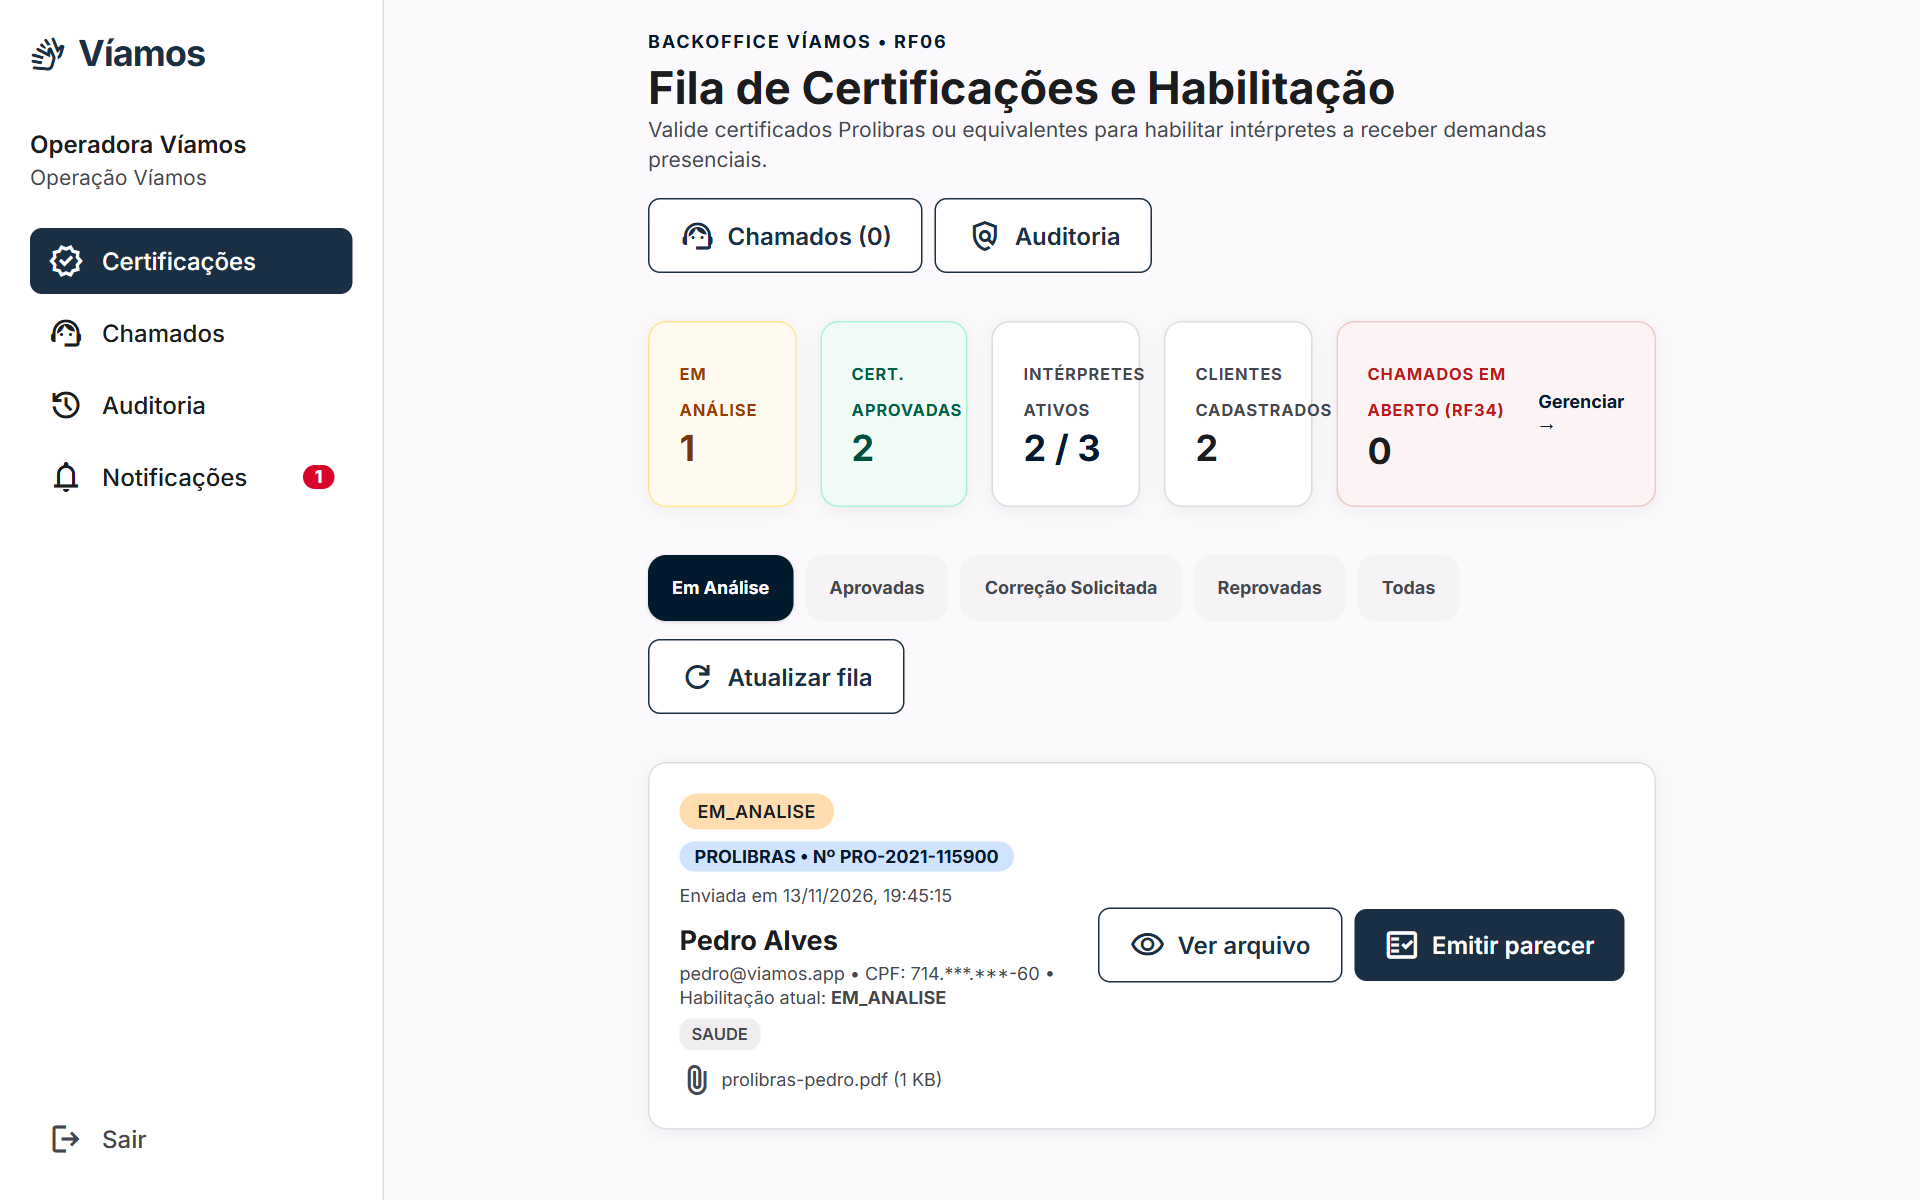 Víamos
Operadora Víamos
Operação Víamos
Certificações
Chamados
Auditoria
Notificações
1
Sair
BACKOFFICE VÍAMOS • RF06
Fila de Certificações e Habilitação
Valide certificados Prolibras ou equivalentes para habilitar intérpretes a receber demandas
presenciais.
Chamados (0)
Auditoria
EM
ANÁLISE
1
CERT.
APROVADAS
2
INTÉRPRETES
ATIVOS
2 / 3
CLIENTES
CADASTRADOS
2
CHAMADOS EM
ABERTO (RF34)
0
Gerenciar
→
Em Análise
Aprovadas
Correção Solicitada
Reprovadas
Todas
Atualizar fila
EM_ANALISE
PROLIBRAS • Nº PRO-2021-115900
Enviada em 13/11/2026, 19:45:15
Pedro Alves
pedro@viamos.app • CPF: 714.***.***-60 •
Habilitação atual: EM_ANALISE
SAUDE
prolibras-pedro.pdf (1 KB)
Ver arquivo
Emitir parecer